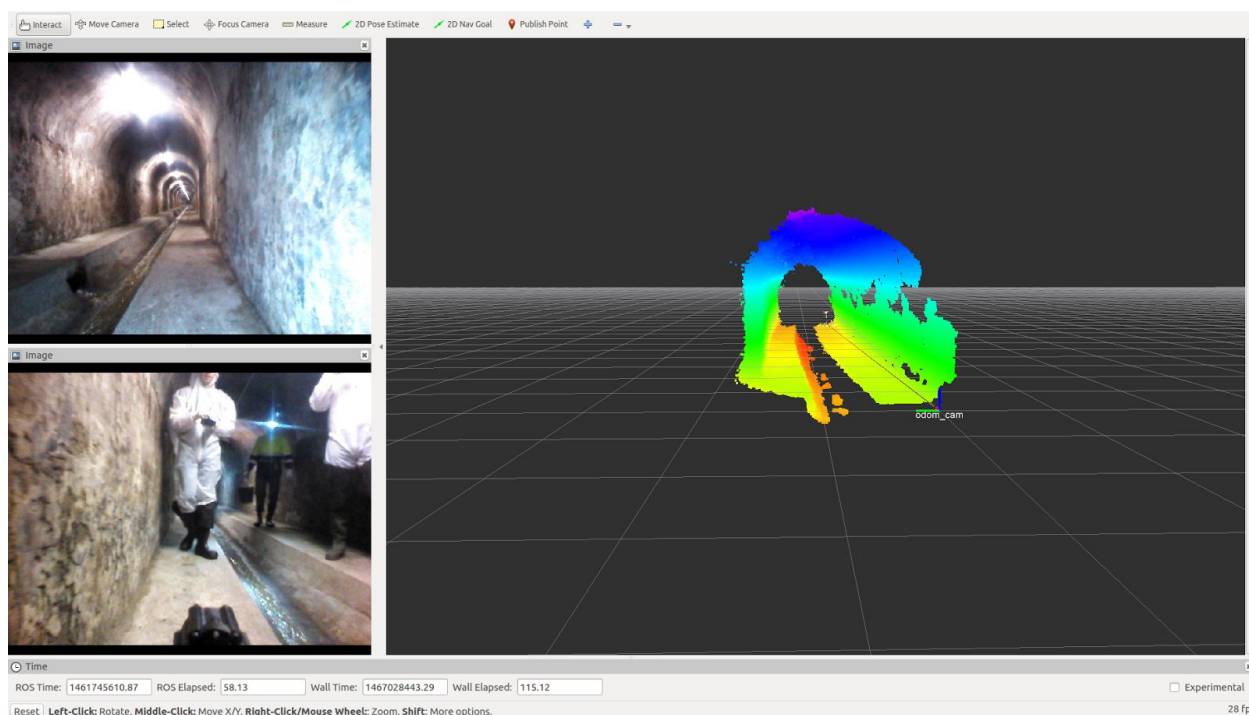 Interact Move Camera Select Focus Camera Measure 2D Pose Estimate 2D Nav Goal Publish Point
Image
Image
odom_cam
Time
ROS Time: 1461745610.87 ROS Elapsed: 58.13 Wall Time: 1467028443.29 Wall Elapsed: 115.12 Experimental
Reset Left-Click: Rotate. Middle-Click: Move X/Y. Right-Click/Mouse Wheel:: Zoom. Shift: More options. 28 fp